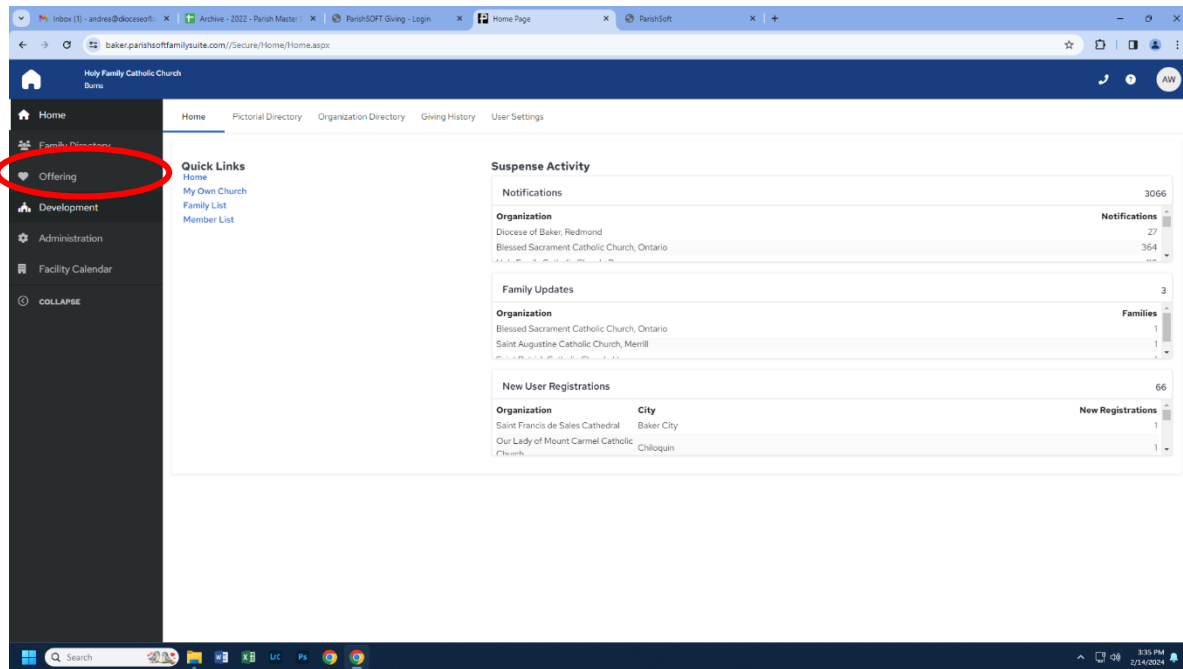 Inbox (1) - andrea@dioceseofb
Archive - 2022 - Parish Master
ParishSOFT Giving - Login
Home Page
ParishSoft
baker.parishsoftfamilysuite.com//Secure/Home/Home.aspx
Holy Family Catholic Church
Burns
AW
Home
Family Directory
Offering
Development
Administration
Facility Calendar
COLLAPSE
Home Pictorial Directory Organization Directory Giving History User Settings
Quick Links
Home
My Own Church
Family List
Member List
Suspense Activity
Notifications 3066
Organization Notifications
Diocese of Baker, Redmond 27
Blessed Sacrament Catholic Church, Ontario 364
Family Updates 3
Organization Families
Blessed Sacrament Catholic Church, Ontario 1
Saint Augustine Catholic Church, Merrill 1
New User Registrations 66
Organization City New Registrations
Saint Francis de Sales Cathedral Baker City 1
Our Lady of Mount Carmel Catholic Church Chiloquin 1
Search
Lrc
Ps
3:35 PM
2/14/2024